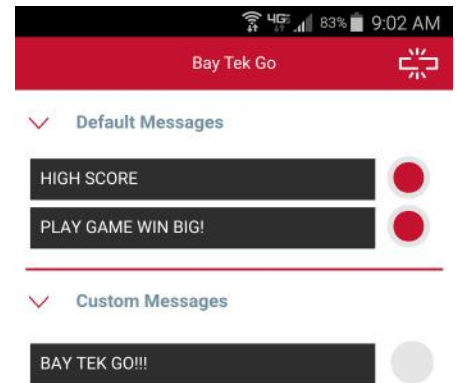 4G 83% 9:02 AM
Bay Tek Go
Default Messages
HIGH SCORE
PLAY GAME WIN BIG!
Custom Messages
BAY TEK GO!!!